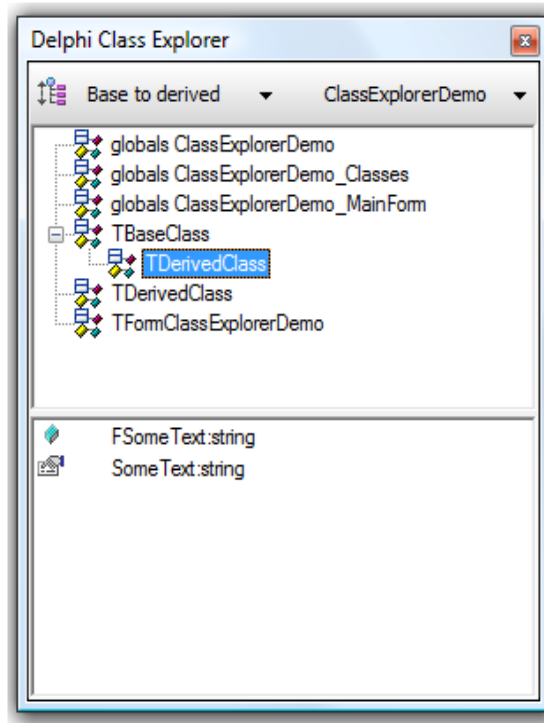 Delphi Class Explorer
Base to derived ClassExplorerDemo
globals ClassExplorerDemo
globals ClassExplorerDemo_Classes
globals ClassExplorerDemo_MainForm
TBaseClass
TDerivedClass
TDerivedClass
TFormClassExplorerDemo
FSomeText:string
SomeText:string